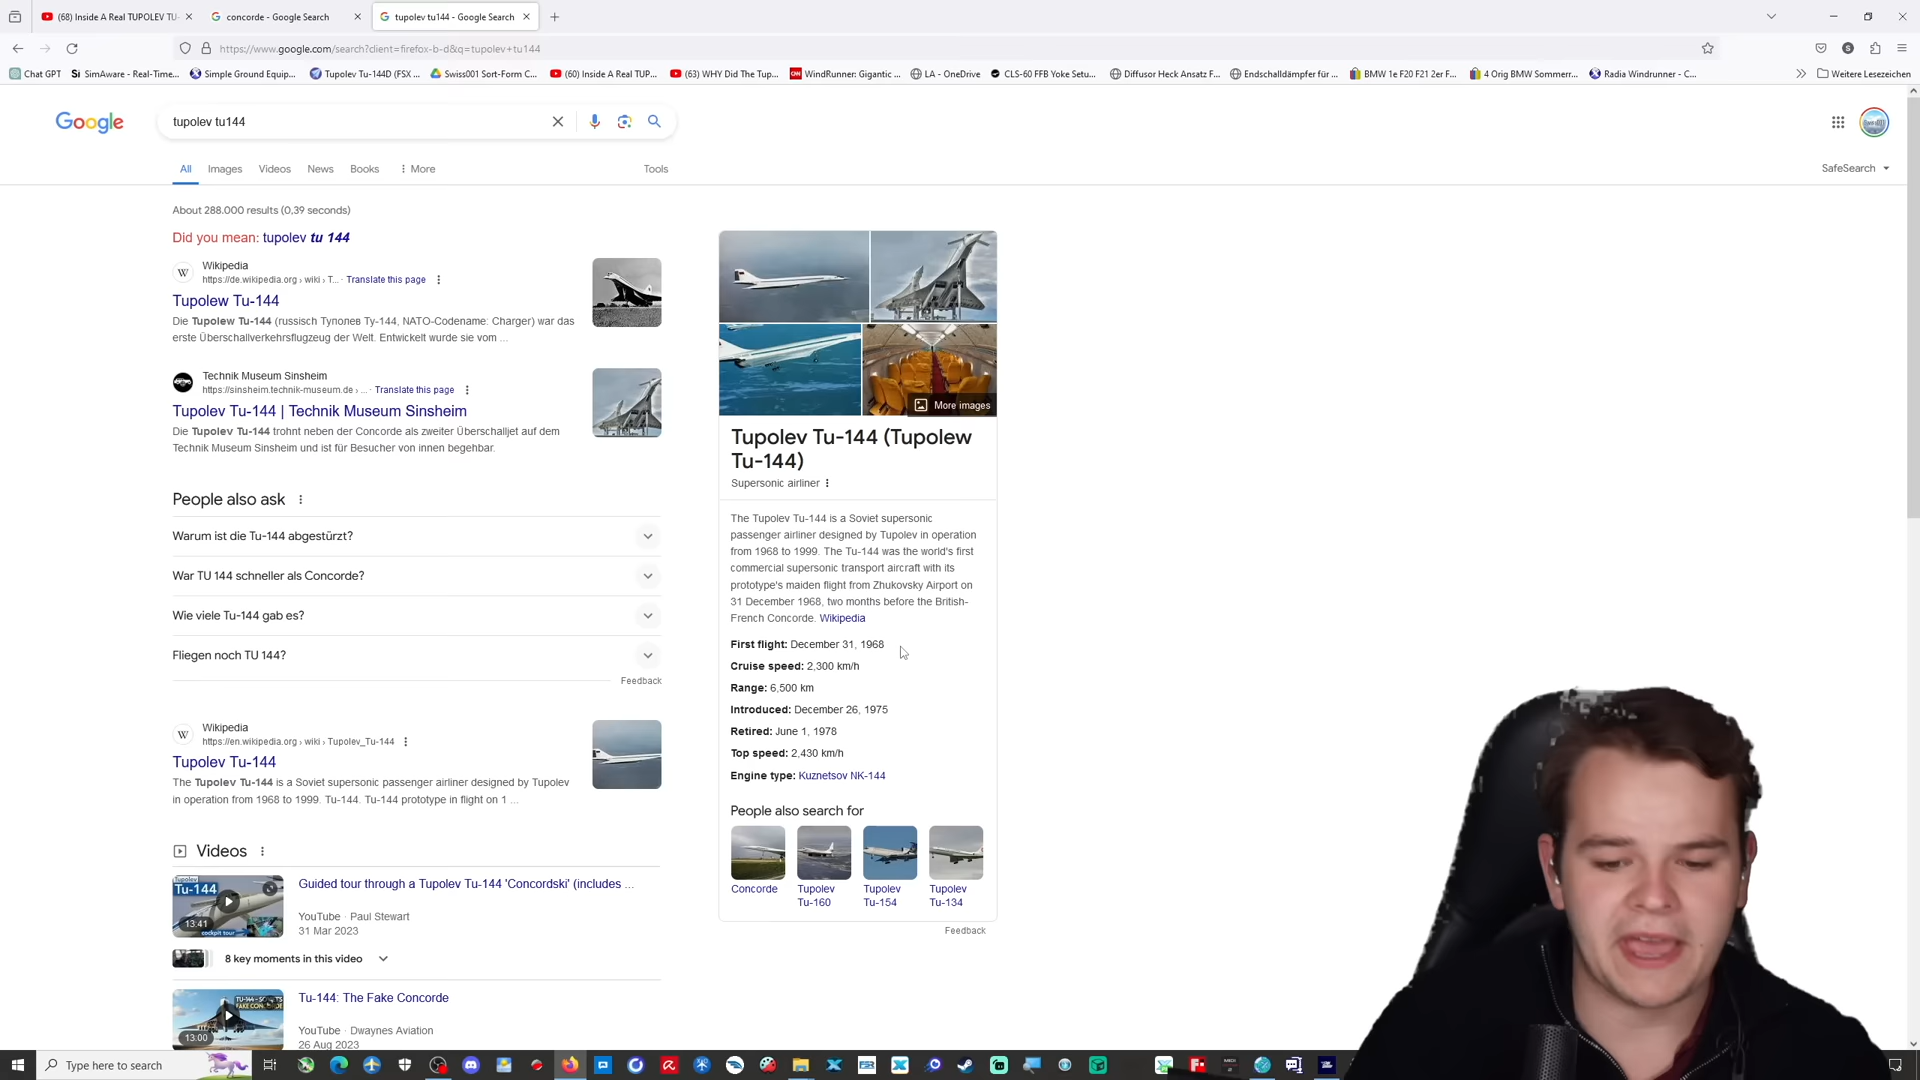 (68) Inside A Real TUPOLEV TU-
concorde - Google Search
tupolev tu144 - Google Search
https://www.google.com/search?client=firefox-b-d&q=tupolev+tu144
Chat GPT
SimAware - Real-Time...
Simple Ground Equip...
Tupolev Tu-144D (FSX ...
Swiss001 Sort-Form C...
(60) Inside A Real TUP...
(63) WHY Did The Tup...
WindRunner: Gigantic ...
LA - OneDrive
CLS-60 FFB Yoke Setu...
Diffusor Heck Ansatz F...
Endschalldämpfer für ...
BMW 1e F20 F21 2er F...
4 Orig BMW Sommerr...
Radia Windrunner - C...
Weitere Lesezeichen
Google
tupolev tu144
All
Images
Videos
News
Books
More
Tools
SafeSearch
About 288.000 results (0,39 seconds)
Did you mean: tupolev tu 144
Wikipedia
https://de.wikipedia.org › wiki › T... · Translate this page
Tupolew Tu-144
Die Tupolew Tu-144 (russisch Туполев Ту-144, NATO-Codename: Charger) war das
erste Überschallverkehrsflugzeug der Welt. Entwickelt wurde sie vom ...
Technik Museum Sinsheim
https://sinsheim.technik-museum.de › ... · Translate this page
Tupolev Tu-144 | Technik Museum Sinsheim
Die Tupolev Tu-144 trohnt neben der Concorde als zweiter Überschalljet auf dem
Technik Museum Sinsheim und ist für Besucher von innen begehbar.
People also ask
Warum ist die Tu-144 abgestürzt?
War TU 144 schneller als Concorde?
Wie viele Tu-144 gab es?
Fliegen noch TU 144?
Feedback
Wikipedia
https://en.wikipedia.org › wiki › Tupolev_Tu-144
Tupolev Tu-144
The Tupolev Tu-144 is a Soviet supersonic passenger airliner designed by Tupolev
in operation from 1968 to 1999. Tu-144. Tu-144 prototype in flight on 1 ...
Videos
Tu-144
cockpit tour
13:41
Guided tour through a Tupolev Tu-144 'Concordski' (includes ...
YouTube · Paul Stewart
31 Mar 2023
8 key moments in this video
FAKE CONCORDE
13:00
Tu-144: The Fake Concorde
YouTube · Dwaynes Aviation
26 Aug 2023
More images
Tupolev Tu-144 (Tupolew
Tu-144)
Supersonic airliner
The Tupolev Tu-144 is a Soviet supersonic
passenger airliner designed by Tupolev in operation
from 1968 to 1999. The Tu-144 was the world's first
commercial supersonic transport aircraft with its
prototype's maiden flight from Zhukovsky Airport on
31 December 1968, two months before the British-
French Concorde. Wikipedia
First flight: December 31, 1968
Cruise speed: 2,300 km/h
Range: 6,500 km
Introduced: December 26, 1975
Retired: June 1, 1978
Top speed: 2,430 km/h
Engine type: Kuznetsov NK-144
People also search for
Concorde
Tupolev
Tu-160
Tupolev
Tu-154
Tupolev
Tu-134
Feedback
Type here to search